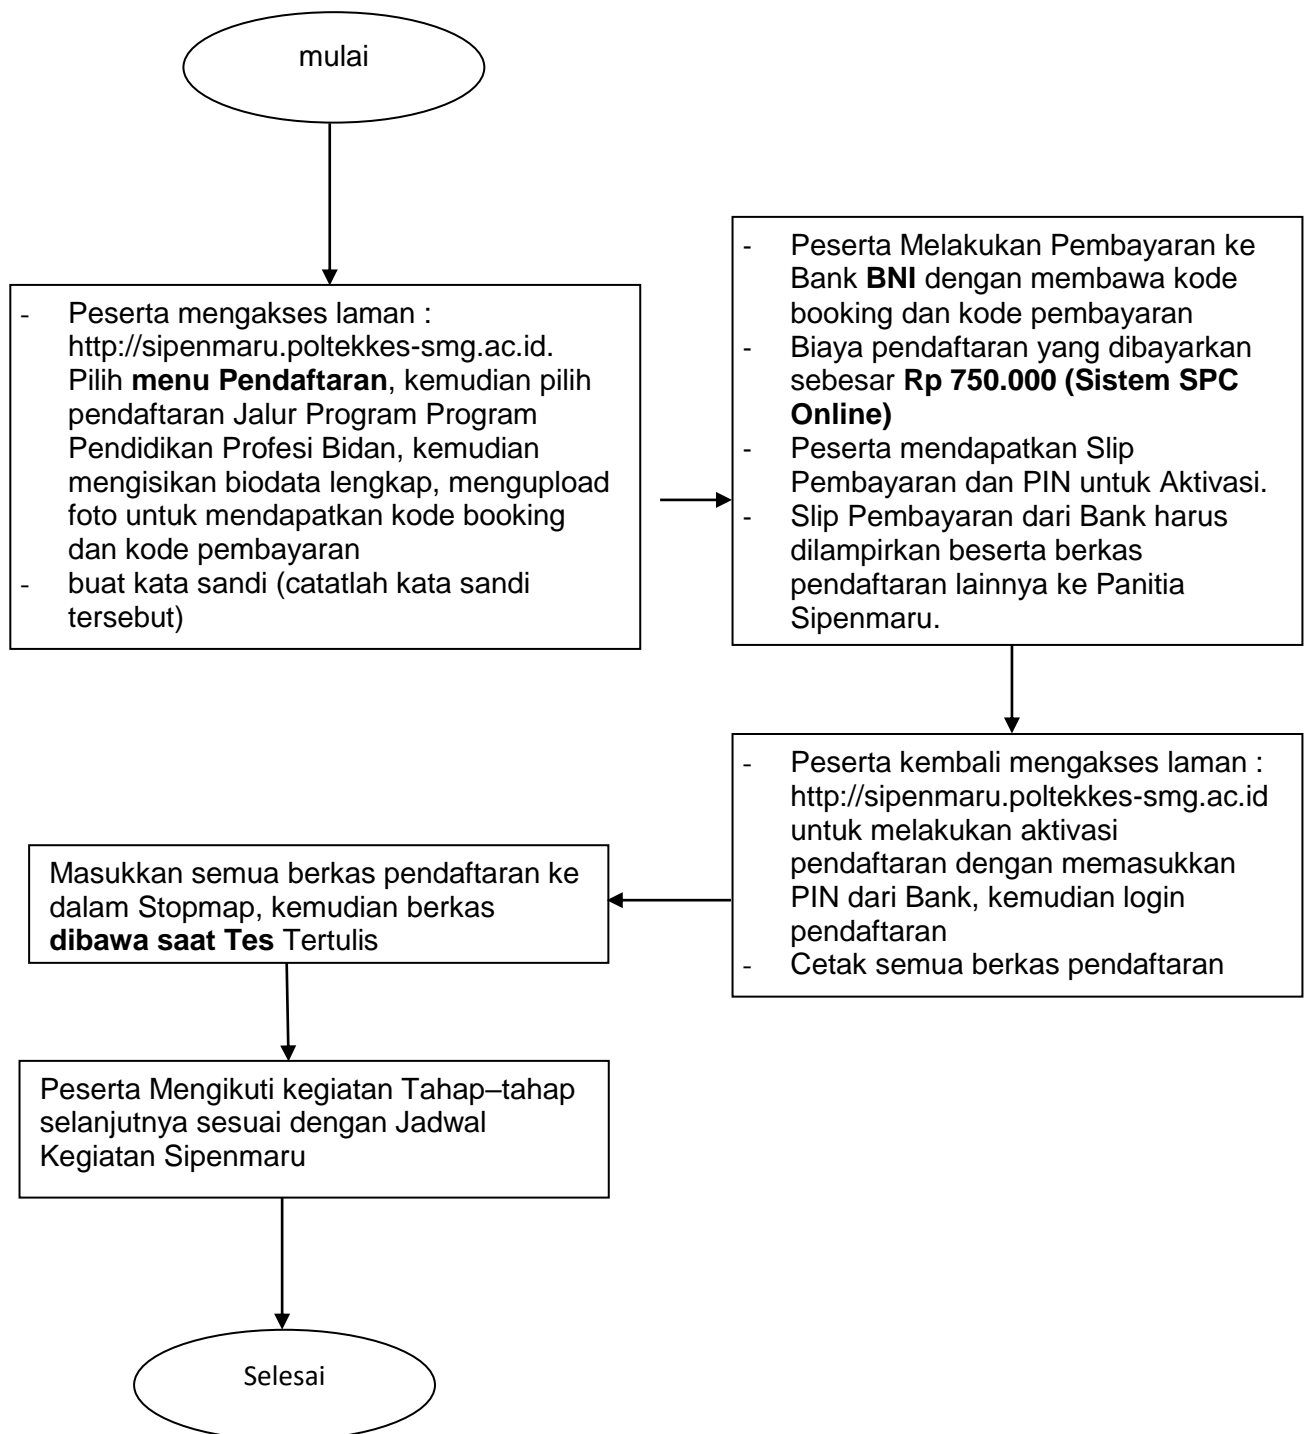 mulai
- Peserta mengakses laman :
http://sipenmaru.poltekkes-smg.ac.id.
Pilih menu Pendaftaran, kemudian pilih
pendaftaran Jalur Program Program
Pendidikan Profesi Bidan, kemudian
mengisikan biodata lengkap, mengupload
foto untuk mendapatkan kode booking
dan kode pembayaran
- buat kata sandi (catatlah kata sandi
tersebut)
- Peserta Melakukan Pembayaran ke
Bank BNI dengan membawa kode
booking dan kode pembayaran
- Biaya pendaftaran yang dibayarkan
sebesar Rp 750.000 (Sistem SPC
Online)
- Peserta mendapatkan Slip
Pembayaran dan PIN untuk Aktivasi.
- Slip Pembayaran dari Bank harus
dilampirkan beserta berkas
pendaftaran lainnya ke Panitia
Sipenmaru.
- Peserta kembali mengakses laman :
http://sipenmaru.poltekkes-smg.ac.id
untuk melakukan aktivasi
pendaftaran dengan memasukkan
PIN dari Bank, kemudian login
pendaftaran
- Cetak semua berkas pendaftaran
Masukkan semua berkas pendaftaran ke
dalam Stopmap, kemudian berkas
dibawa saat Tes Tertulis
Peserta Mengikuti kegiatan Tahap–tahap
selanjutnya sesuai dengan Jadwal
Kegiatan Sipenmaru
Selesai